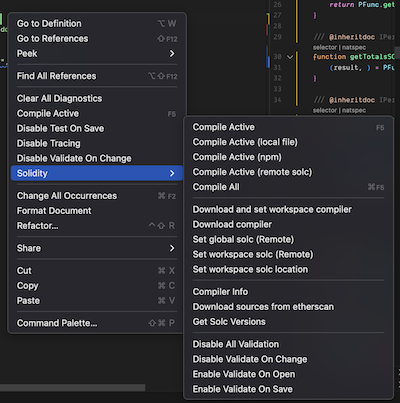 Go to Definition ⌥ W
Go to References ⇧ F12
Peek
Find All References ⌥ ⇧ F12
Clear All Diagnostics
Compile Active F5
Disable Test On Save
Disable Tracing
Disable Validate On Change
Solidity
Change All Occurrences ⌘ F2
Format Document
Refactor... ⌃ ⇧ R
Share
Cut ⌘ X
Copy ⌘ C
Paste ⌘ V
Command Palette... ⇧ ⌘ P
Compile Active F5
Compile Active (local file)
Compile Active (npm)
Compile Active (remote solc)
Compile All ⌘ F5
Download and set workspace compiler
Download compiler
Set global solc (Remote)
Set workspace solc (Remote)
Set workspace solc location
Compiler Info
Download sources from etherscan
Get Solc Versions
Disable All Validation
Disable Validate On Change
Enable Validate On Open
Enable Validate On Save
26 return PFunc.get
27 }
28
29 /// @inheritdoc IPer
selector | natspec
30 function getTotalsSO
31 (result, ) = PFu
32 }
33
34 /// @inheritdoc IPer
selector | natspec